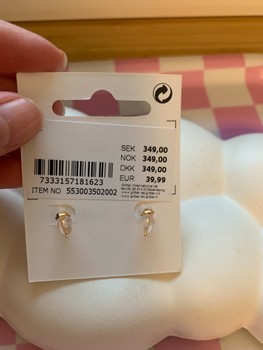 SEK 349,00
NOK 349,00
DKK 349,00
EUR 39,99
7333157181623
ITEM NO 553003502002